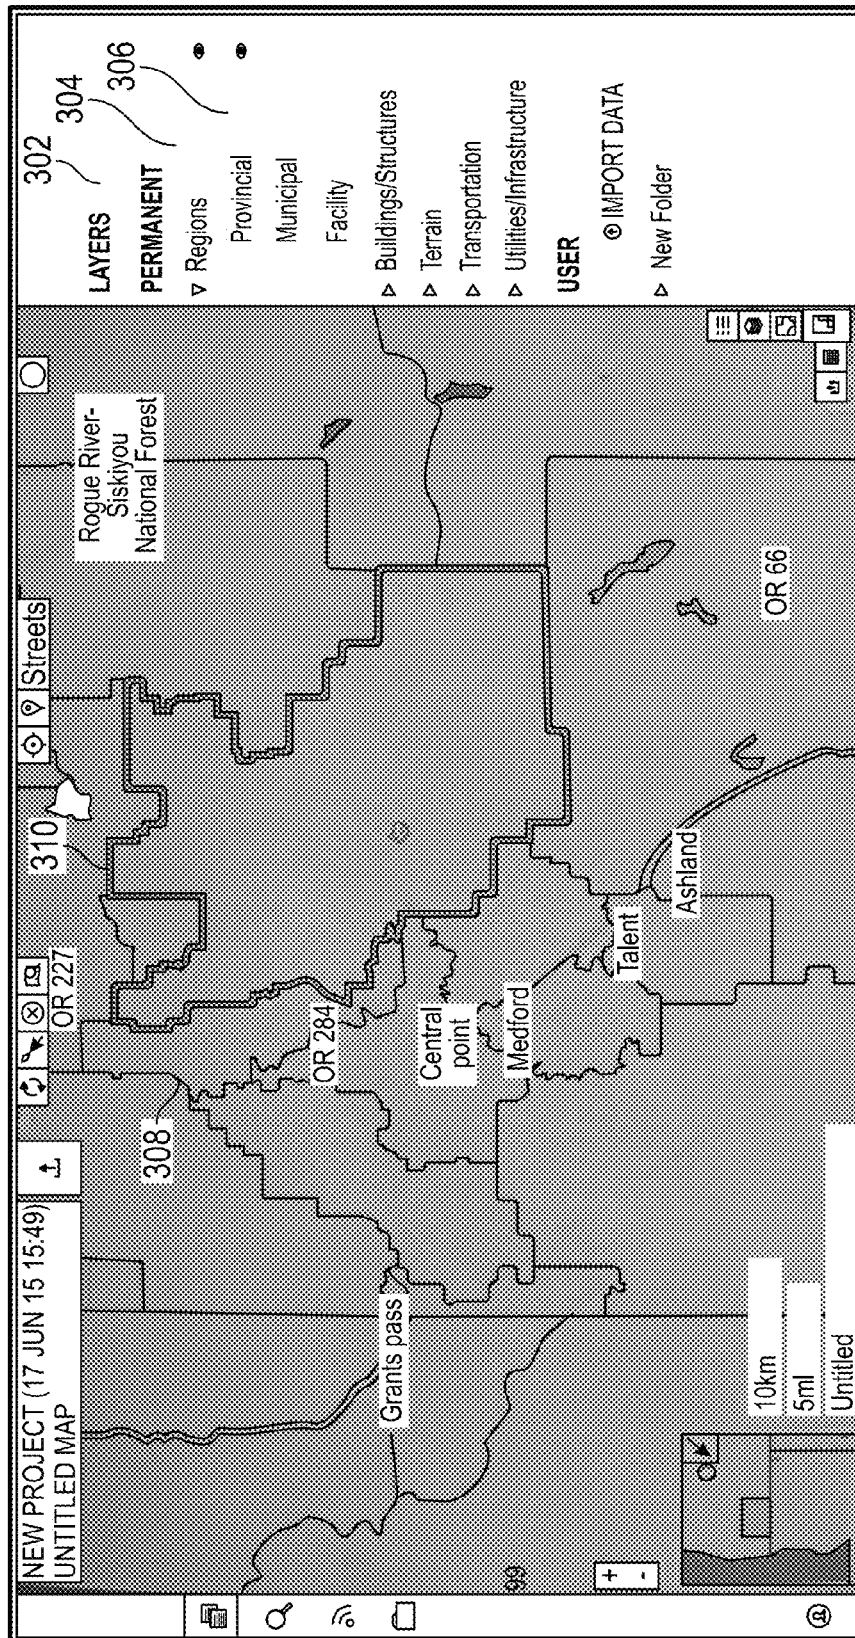 NEW PROJECT (17 JUN 15 15:49)
UNTITLED MAP
Streets
OR 227
308
310
Rogue River-
Siskiyou
National Forest
OR 284
Grants pass
Central
point
Medford
Talent
Ashland
OR 66
99
+
-
10km
5ml
Untitled
302
304
306
LAYERS
PERMANENT
Regions
Provincial
Municipal
Facility
Buildings/Structures
Terrain
Transportation
Utilities/Infrastructure
USER
IMPORT DATA
New Folder